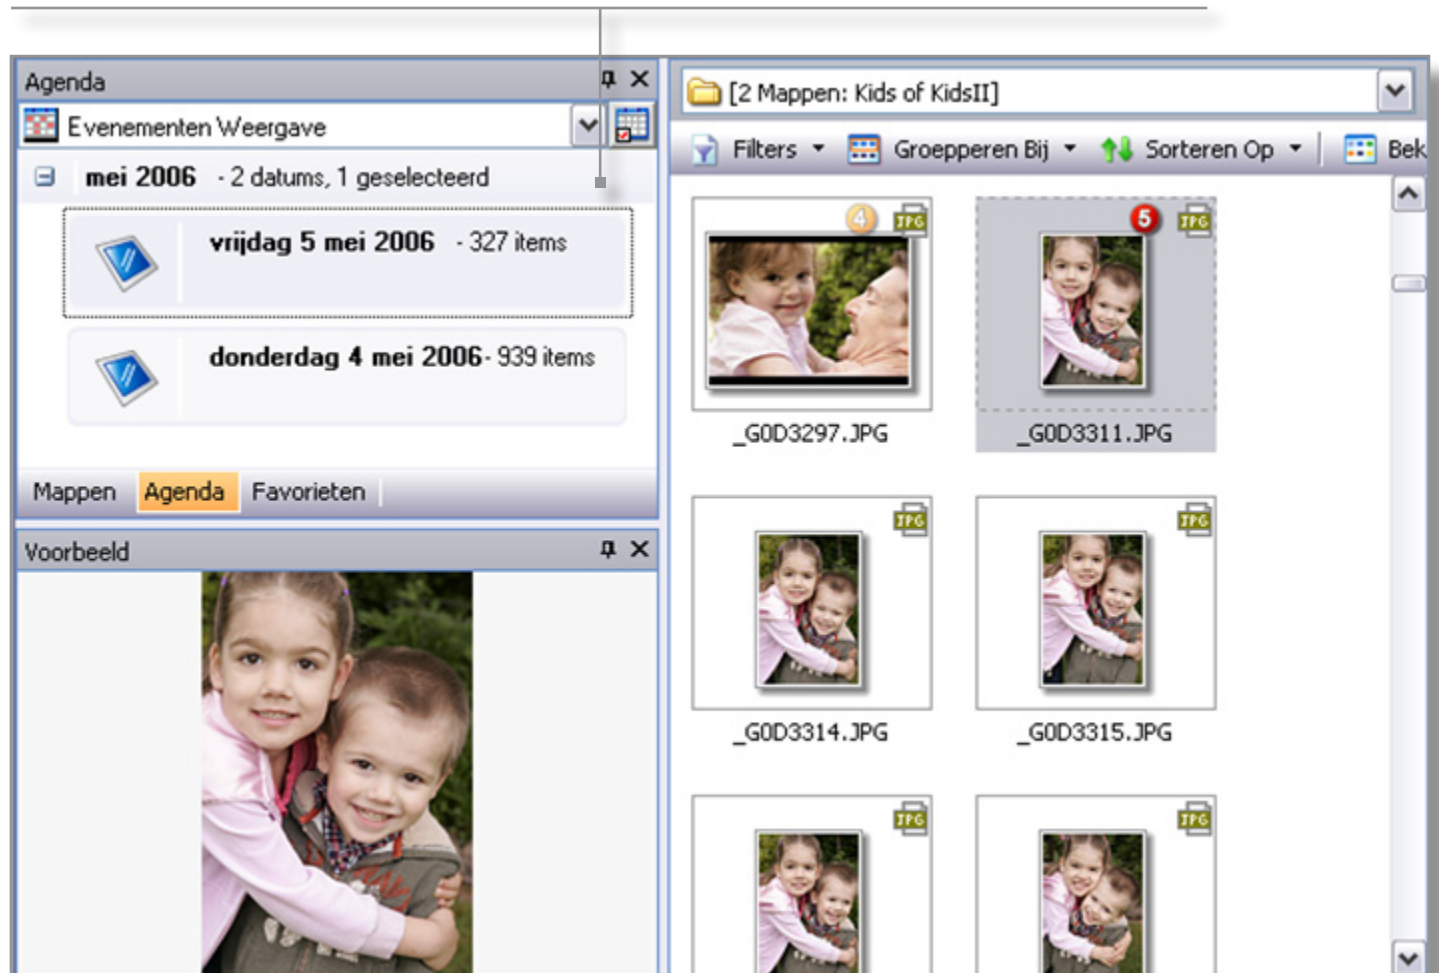 Agenda
Evenementen Weergave
mei 2006 - 2 datums, 1 geselecteerd
vrijdag 5 mei 2006 - 327 items
donderdag 4 mei 2006 - 939 items
Mappen Agenda Favorieten
Voorbeeld
[2 Mappen: Kids of KidsII]
Filters Groepperen Bij Sorteren Op Bek
4 JPG
_G0D3297.JPG
5 JPG
_G0D3311.JPG
JPG
_G0D3314.JPG
JPG
_G0D3315.JPG
JPG
JPG